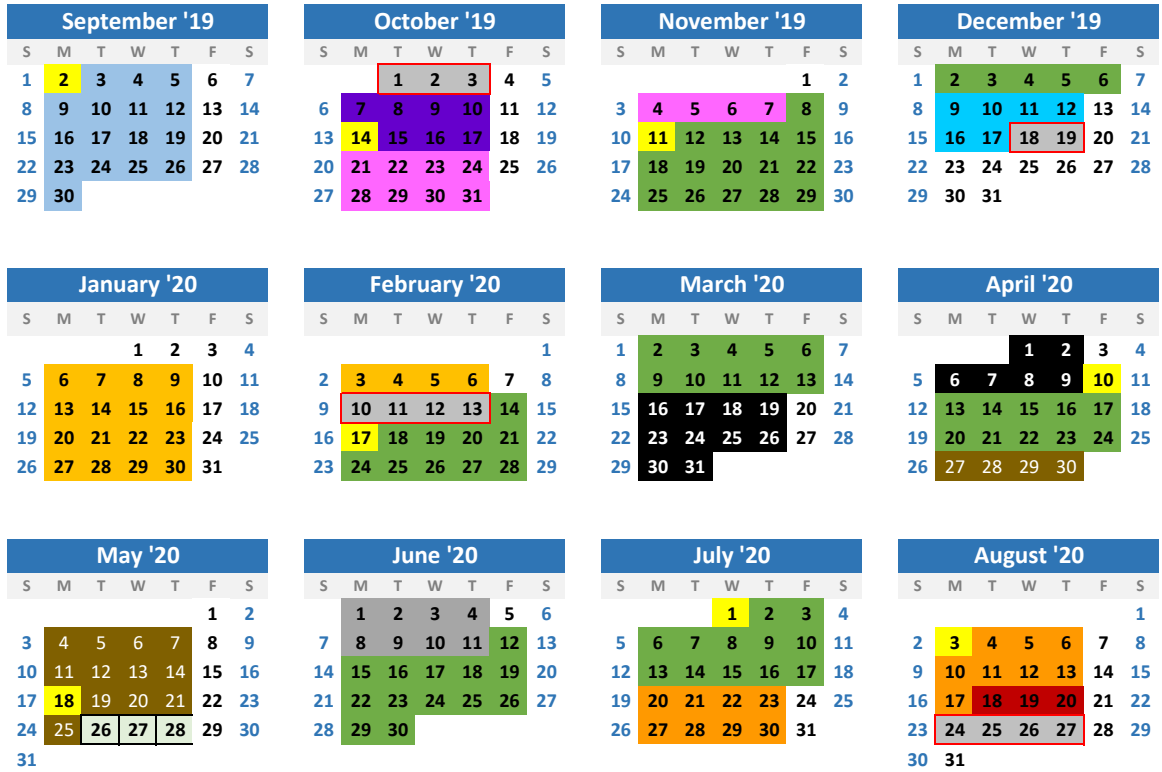 September '19 October '19 November '19 December '19
S M T W T F S S M T W T F S S M T W T F S S M T W T F S
1 2 3 4 5 6 7 1 2 3 4 5 1 2 1 2 3 4 5 6 7
8 9 10 11 12 13 14 6 7 8 9 10 11 12 3 4 5 6 7 8 9 8 9 10 11 12 13 14
15 16 17 18 19 20 21 13 14 15 16 17 18 19 10 11 12 13 14 15 16 15 16 17 18 19 20 21
22 23 24 25 26 27 28 20 21 22 23 24 25 26 17 18 19 20 21 22 23 22 23 24 25 26 27 28
29 30 27 28 29 30 31 24 25 26 27 28 29 30 29 30 31
January '20 February '20 March '20 April '20
S M T W T F S S M T W T F S S M T W T F S S M T W T F S
1 2 3 4 1 1 2 3 4 5 6 7 1 2 3 4
5 6 7 8 9 10 11 2 3 4 5 6 7 8 8 9 10 11 12 13 14 5 6 7 8 9 10 11
12 13 14 15 16 17 18 9 10 11 12 13 14 15 15 16 17 18 19 20 21 12 13 14 15 16 17 18
19 20 21 22 23 24 25 16 17 18 19 20 21 22 22 23 24 25 26 27 28 19 20 21 22 23 24 25
26 27 28 29 30 31 23 24 25 26 27 28 29 29 30 31 26 27 28 29 30
May '20 June '20 July '20 August '20
S M T W T F S S M T W T F S S M T W T F S S M T W T F S
1 2 1 2 3 4 5 6 1 2 3 4 1
3 4 5 6 7 8 9 7 8 9 10 11 12 13 5 6 7 8 9 10 11 2 3 4 5 6 7 8
10 11 12 13 14 15 16 14 15 16 17 18 19 20 12 13 14 15 16 17 18 9 10 11 12 13 14 15
17 18 19 20 21 22 23 21 22 23 24 25 26 27 19 20 21 22 23 24 25 16 17 18 19 20 21 22
24 25 26 27 28 29 30 28 29 30 26 27 28 29 30 31 23 24 25 26 27 28 29
31 30 31